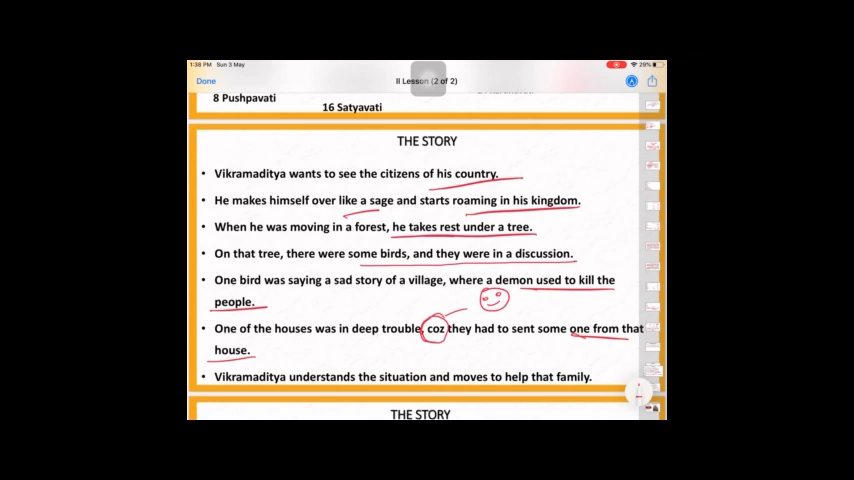 1:38 PM Sun 3 May
29%
Done
II Lesson (2 of 2)
8 Pushpavati
16 Satyavati
THE STORY
• Vikramaditya wants to see the citizens of his country.
• He makes himself over like a sage and starts roaming in his kingdom.
• When he was moving in a forest, he takes rest under a tree.
• On that tree, there were some birds, and they were in a discussion.
• One bird was saying a sad story of a village, where a demon used to kill the
people.
• One of the houses was in deep trouble, coz they had to sent some one from that
house.
• Vikramaditya understands the situation and moves to help that family.
THE STORY